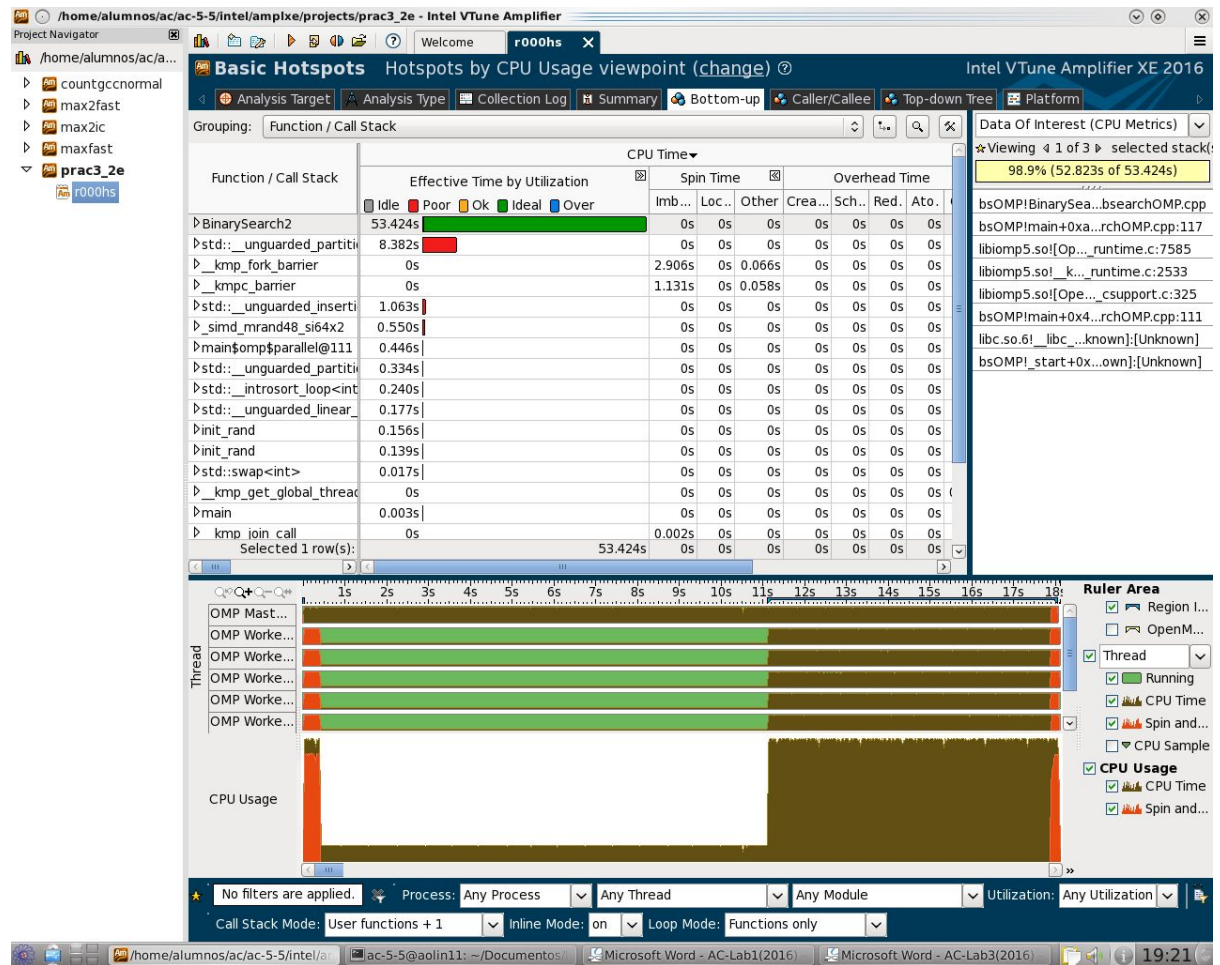 /home/alumnos/ac/ac-5-5/intel/amplxe/projects/prac3_2e - Intel VTune Amplifier
Project Navigator
/home/alumnos/ac/a...
countgccnormal
max2fast
max2ic
maxfast
prac3_2e
r000hs
Welcome
r000hs
Basic Hotspots Hotspots by CPU Usage viewpoint (change)
Intel VTune Amplifier XE 2016
Analysis Target Analysis Type Collection Log Summary Bottom-up Caller/Callee Top-down Tree Platform
Grouping: Function / Call Stack
Function / Call Stack
CPU Time
Effective Time by Utilization Spin Time Overhead Time
Idle Poor Ok Ideal Over Imb... Loc... Other Crea... Sch... Red. Ato.
BinarySearch2 53.424s 0s 0s 0s 0s 0s 0s 0s
std::__unguarded_partiti 8.382s 0s 0s 0s 0s 0s 0s 0s
__kmp_fork_barrier 0s 2.906s 0s 0.066s 0s 0s 0s 0s
__kmpc_barrier 0s 1.131s 0s 0.058s 0s 0s 0s 0s
std::__unguarded_inserti 1.063s 0s 0s 0s 0s 0s 0s 0s
_simd_mrand48_si64x2 0.550s 0s 0s 0s 0s 0s 0s 0s
main$omp$parallel@111 0.446s 0s 0s 0s 0s 0s 0s 0s
std::__unguarded_partiti 0.334s 0s 0s 0s 0s 0s 0s 0s
std::__introsort_loop<int 0.240s 0s 0s 0s 0s 0s 0s 0s
std::__unguarded_linear_ 0.177s 0s 0s 0s 0s 0s 0s 0s
init_rand 0.156s 0s 0s 0s 0s 0s 0s 0s
init_rand 0.139s 0s 0s 0s 0s 0s 0s 0s
std::swap<int> 0.017s 0s 0s 0s 0s 0s 0s 0s
__kmp_get_global_threac 0s 0s 0s 0s 0s 0s 0s 0s
main 0.003s 0s 0s 0s 0s 0s 0s 0s
kmp_join_call 0s 0.002s 0s 0s 0s 0s 0s 0s
Selected 1 row(s): 53.424s 0s 0s 0s 0s 0s 0s 0s
Data Of Interest (CPU Metrics)
Viewing 1 of 3 selected stack(s
98.9% (52.823s of 53.424s)
bsOMP!BinarySea...bsearchOMP.cpp
bsOMP!main+0xa...rchOMP.cpp:117
libiomp5.so![Op..._runtime.c:7585
libiomp5.so!__k..._runtime.c:2533
libiomp5.so![Ope..._csupport.c:325
bsOMP!main+0x4...rchOMP.cpp:111
libc.so.6!__libc_...known]:[Unknown]
bsOMP!_start+0x...own]:[Unknown]
1s 2s 3s 4s 5s 6s 7s 8s 9s 10s 11s 12s 13s 14s 15s 16s 17s 18s
Thread
OMP Mast...
OMP Worke...
OMP Worke...
OMP Worke...
OMP Worke...
OMP Worke...
CPU Usage
Ruler Area
Region I...
OpenM...
Thread
Running
CPU Time
Spin and...
CPU Sample
CPU Usage
CPU Time
Spin and...
No filters are applied. Process: Any Process Any Thread Any Module Utilization: Any Utilization
Call Stack Mode: User functions + 1 Inline Mode: on Loop Mode: Functions only
/home/alumnos/ac/ac-5-5/intel/a
ac-5-5@aolin11: ~/Documentos/
Microsoft Word - AC-Lab1(2016)
Microsoft Word - AC-Lab3(2016)
19:21